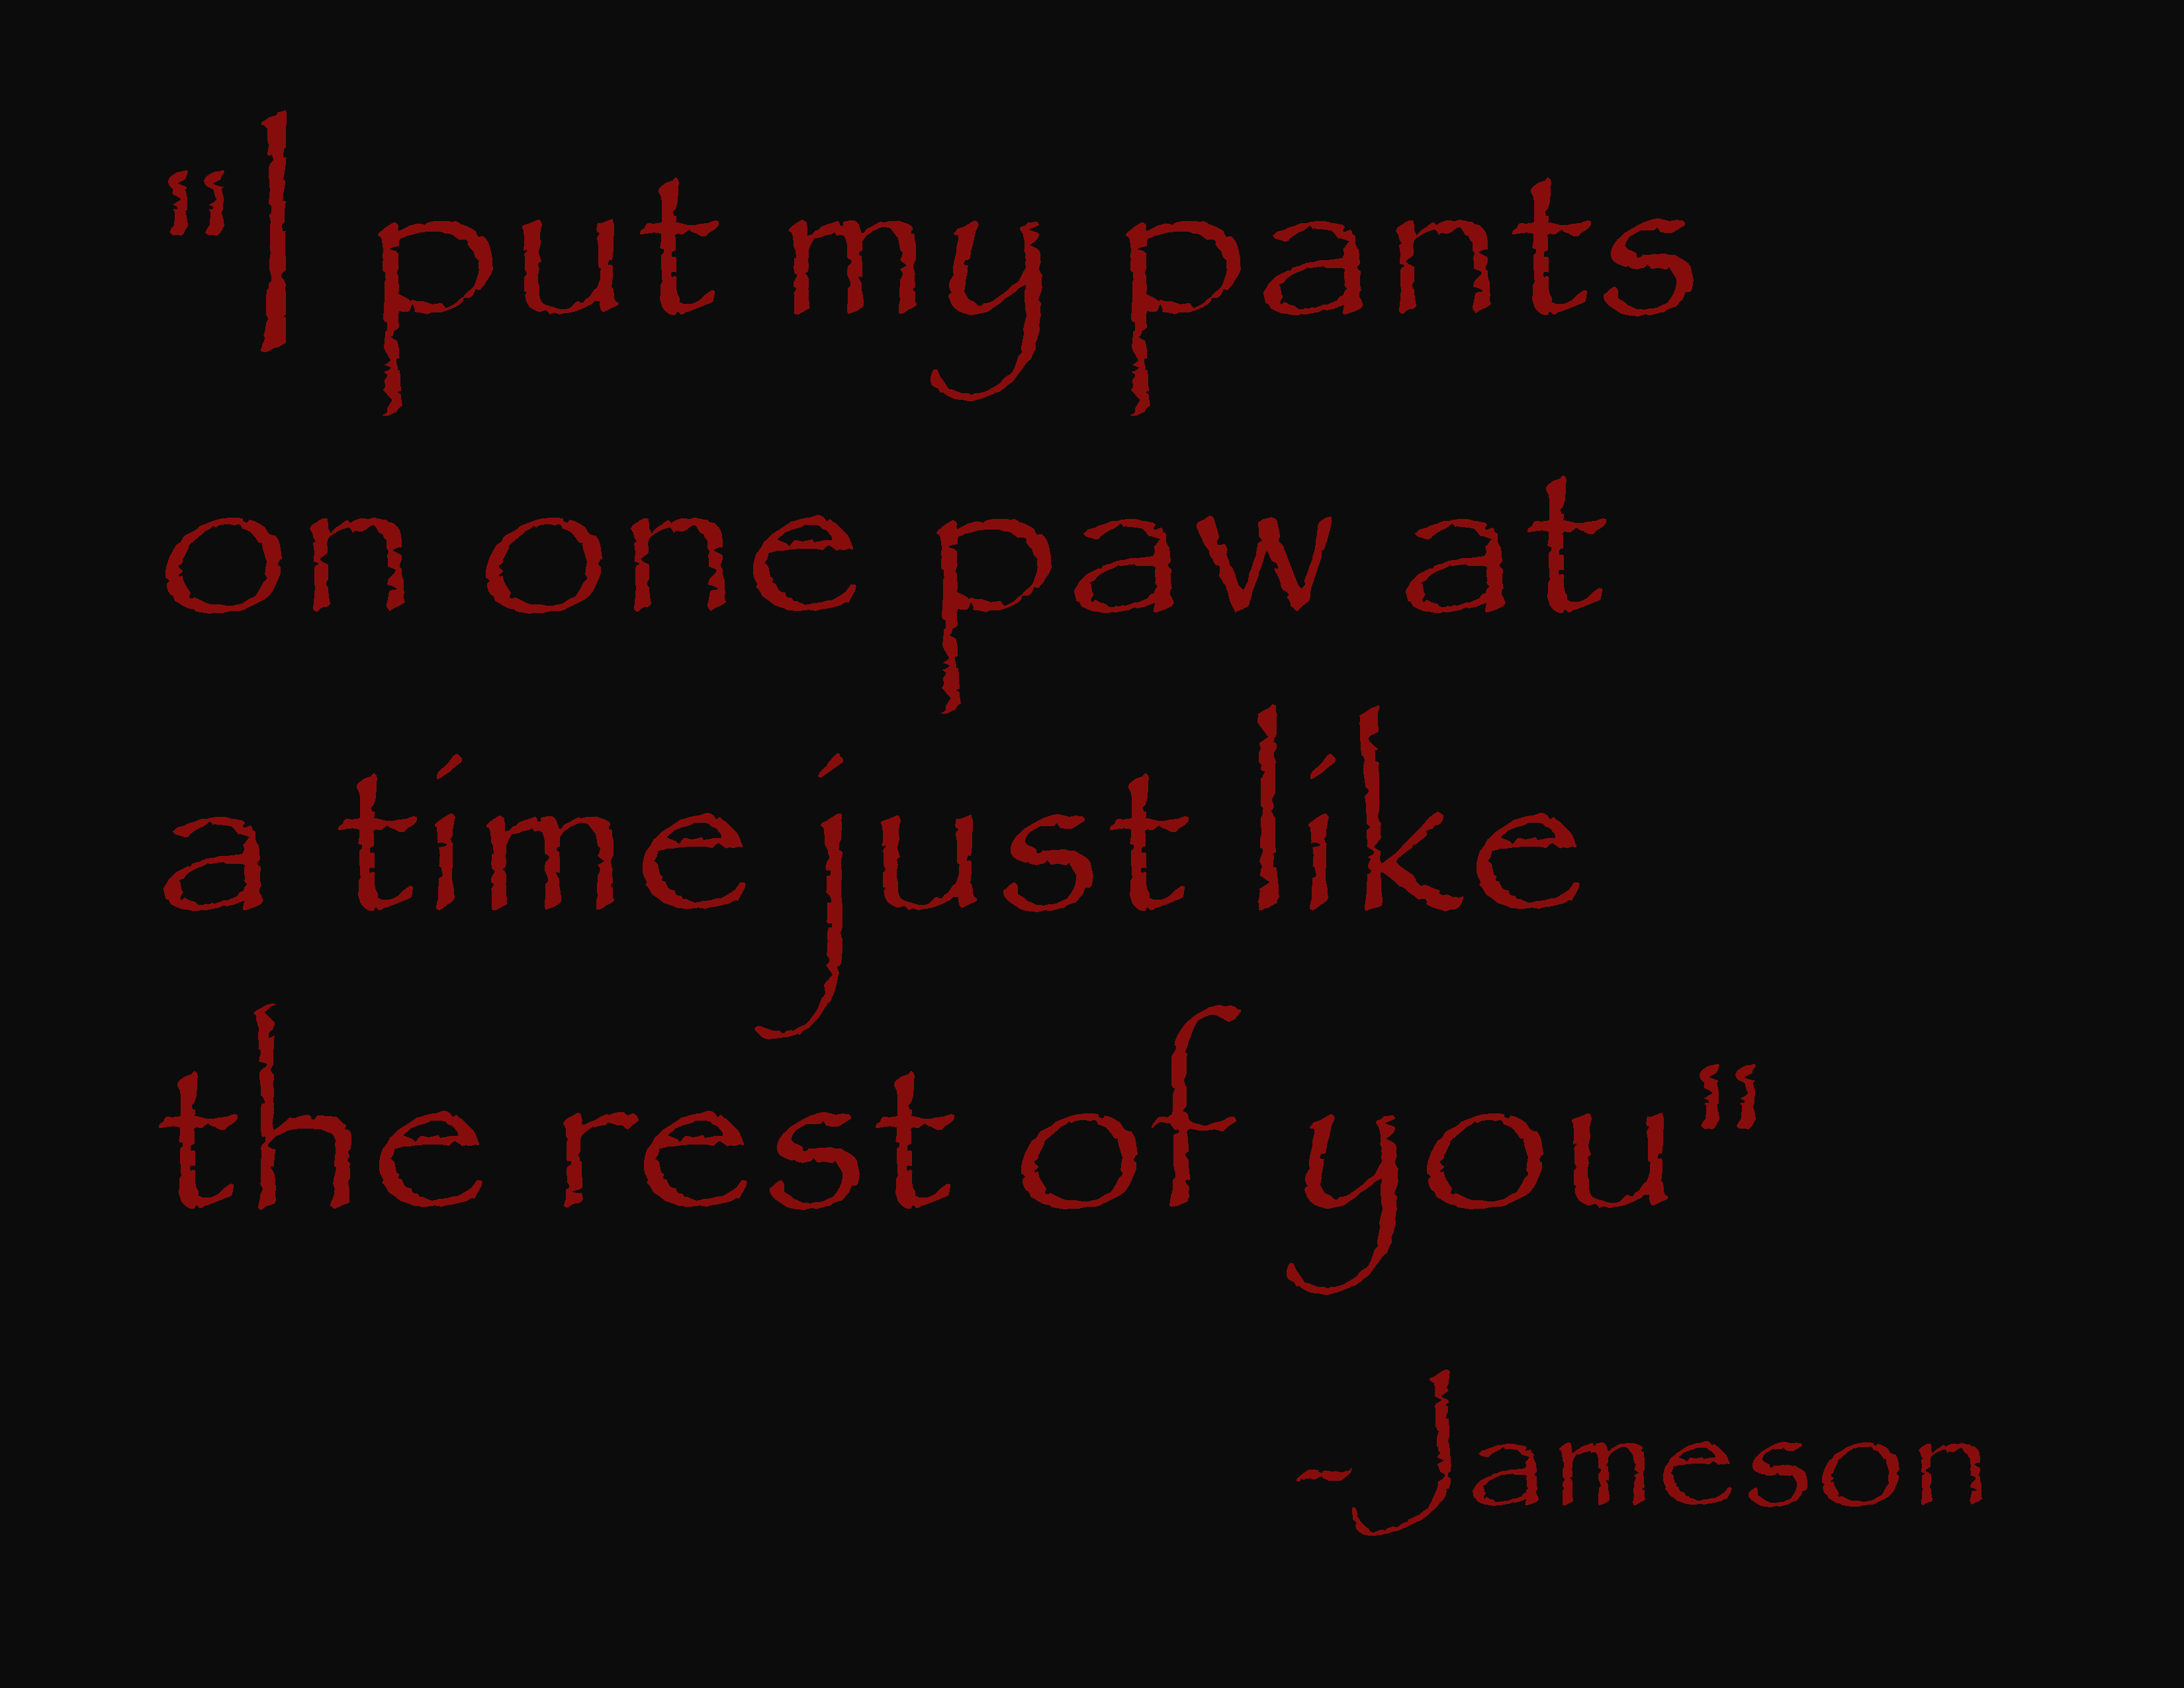 "I put my pants
on one paw at
a time just like
the rest of you"
-Jameson